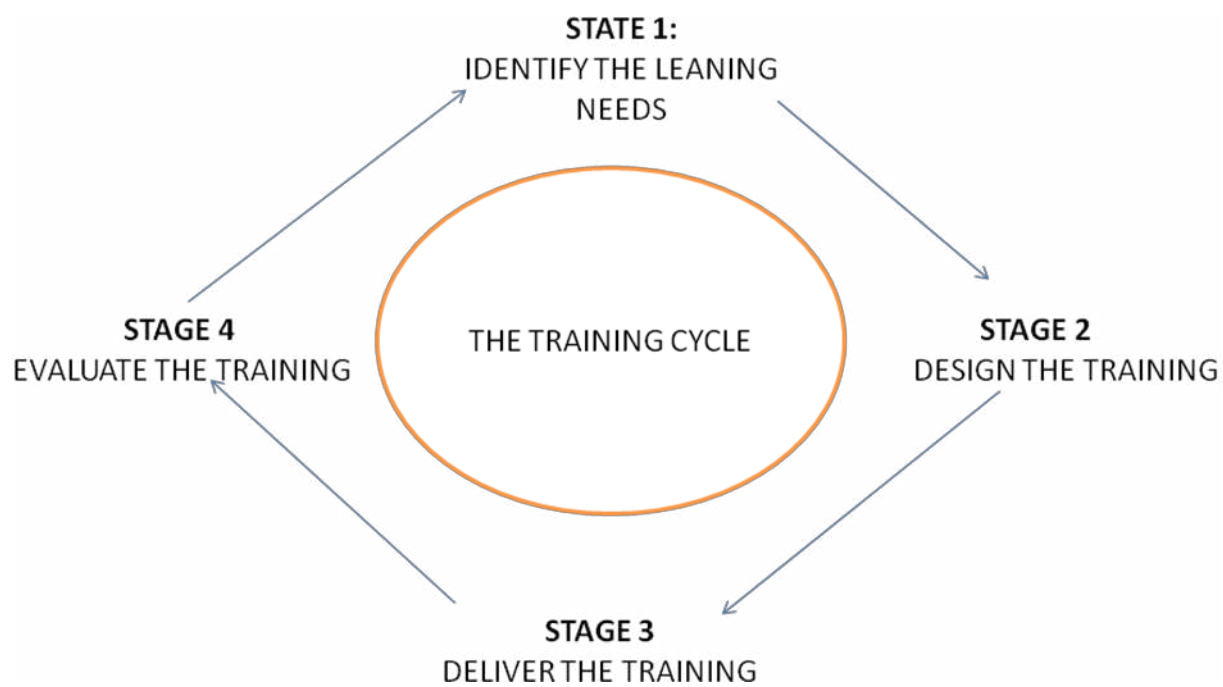 STATE 1:
IDENTIFY THE LEANING
NEEDS
STAGE 4
EVALUATE THE TRAINING
THE TRAINING CYCLE
STAGE 2
DESIGN THE TRAINING
STAGE 3
DELIVER THE TRAINING